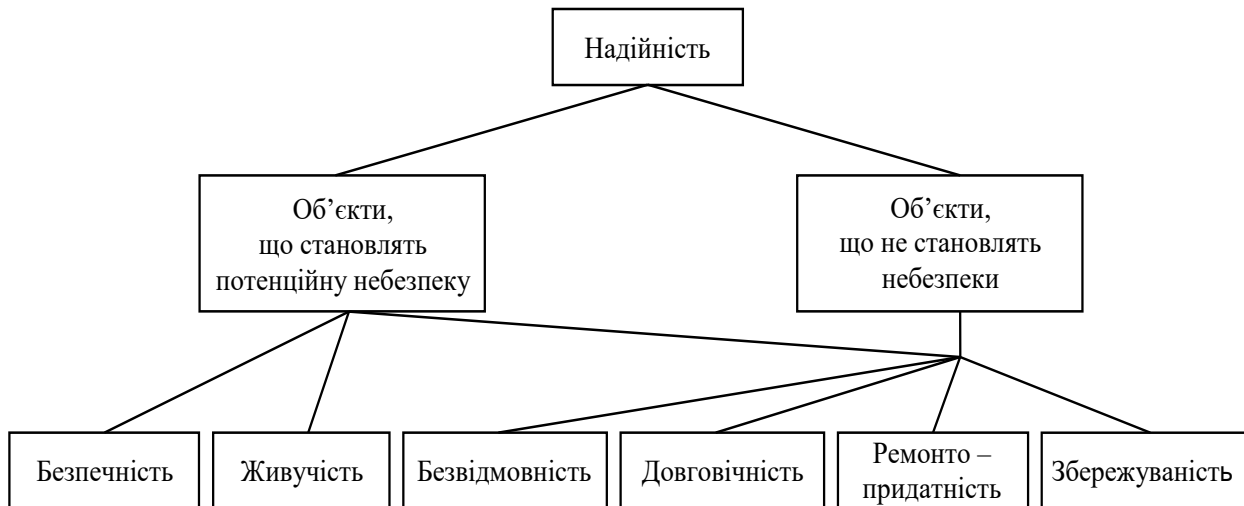 Надійність
Об’єкти,
що становлять
потенційну небезпеку
Об’єкти,
що не становлять
небезпеки
Безпечність
Живучість
Безвідмовність
Довговічність
Ремонто –
придатність
Збережуваність